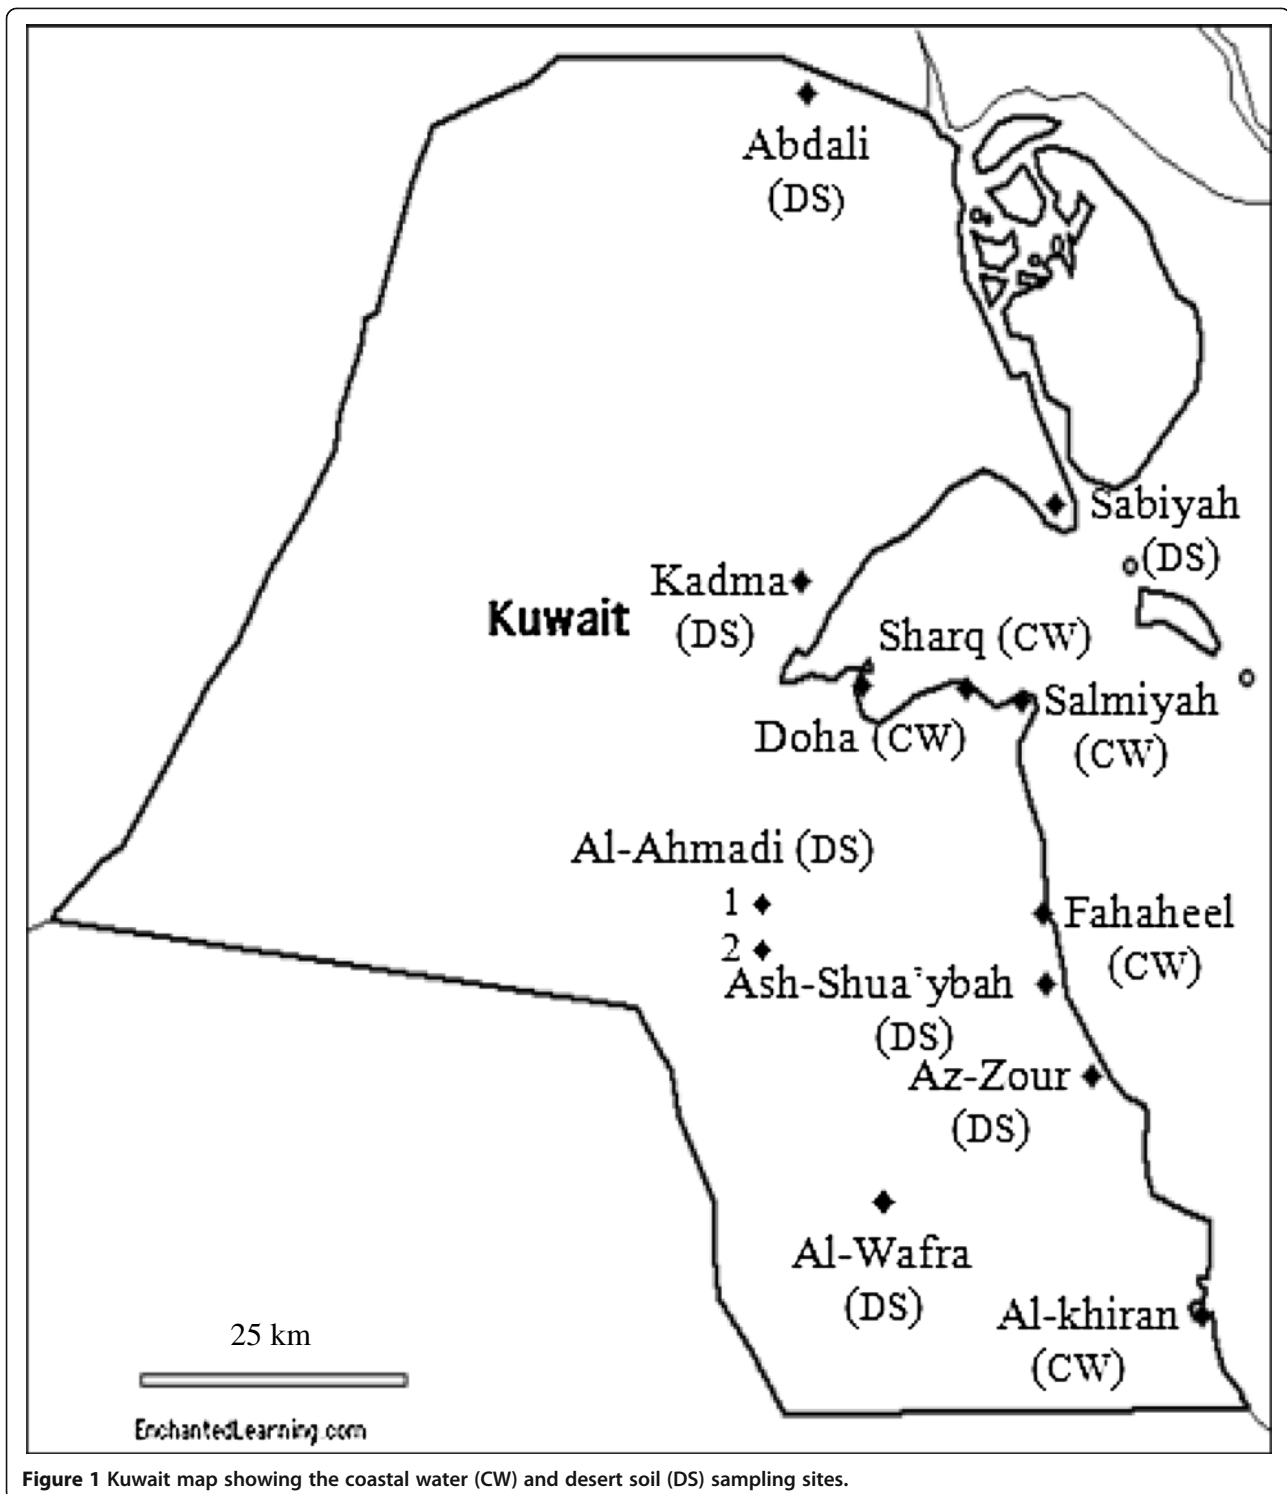 Abdali
(DS)
Sabiyah
(DS)
Kadma
(DS)
Kuwait
Sharq (CW)
Salmiyah
(CW)
Doha (CW)
Al-Ahmadi (DS)
1
2
Fahaheel
(CW)
Ash-Shua'ybah
(DS)
Az-Zour
(DS)
Al-Wafra
(DS)
Al-khiran
(CW)
25 km
EnchantedLearning.com
Figure 1 Kuwait map showing the coastal water (CW) and desert soil (DS) sampling sites.